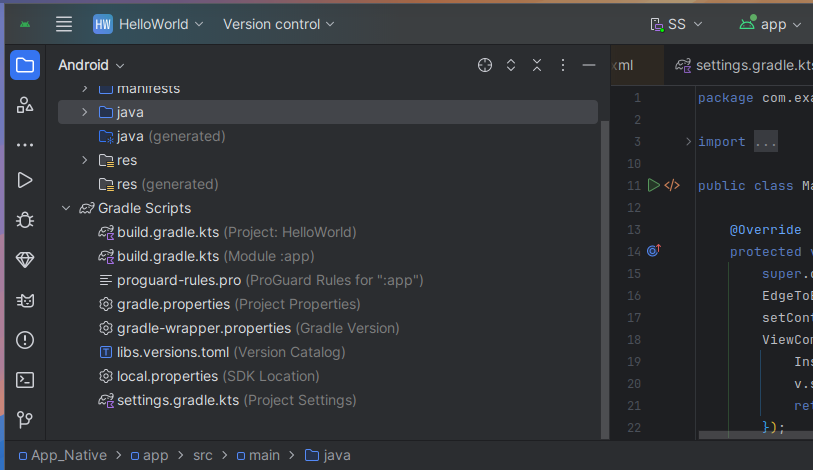 HW HelloWorld Version control SS app
Android
manifests
java
java (generated)
res
res (generated)
Gradle Scripts
build.gradle.kts (Project: HelloWorld)
build.gradle.kts (Module :app)
proguard-rules.pro (ProGuard Rules for ":app")
gradle.properties (Project Properties)
gradle-wrapper.properties (Gradle Version)
libs.versions.toml (Version Catalog)
local.properties (SDK Location)
settings.gradle.kts (Project Settings)
xml settings.gradle.kts
1 package com.exa
2
3 import ...
10
11 public class Ma
12
13 @Override
14 protected v
15 super.o
16 EdgeToE
17 setCont
18 ViewCom
19 Ins
20 v.s
21 ret
22 });
App_Native > app > src > main > java